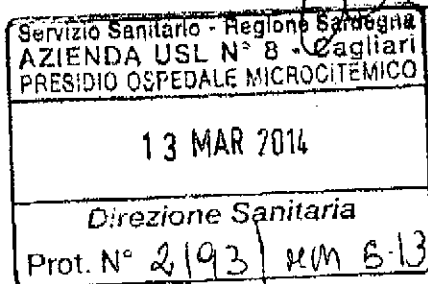 Servizio Sanitario - Regione Sardegna
AZIENDA USL N° 8 - Cagliari
PRESIDIO OSPEDALE MICROCITEMICO
13 MAR 2014
Direzione Sanitaria
Prot. N° 2193